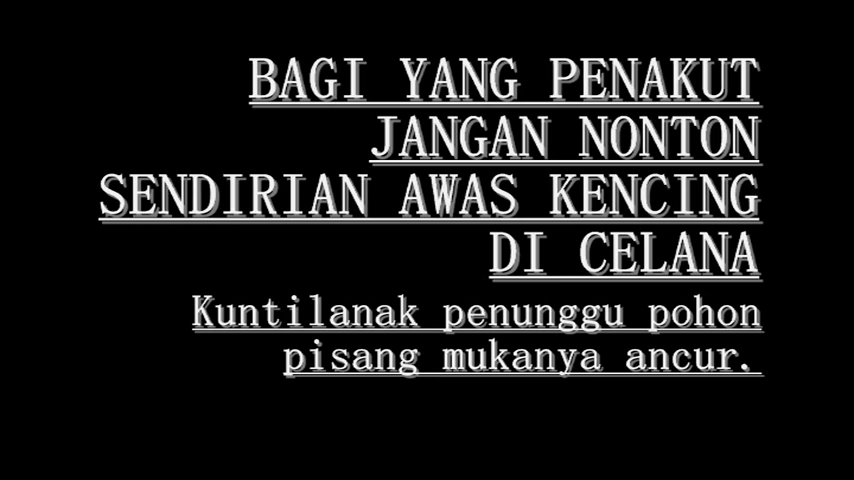 BAGI YANG PENAKUT
JANGAN NONTON
SENDIRIAN AWAS KENCING
DI CELANA
Kuntilanak penunggu pohon
pisang mukanya ancur.